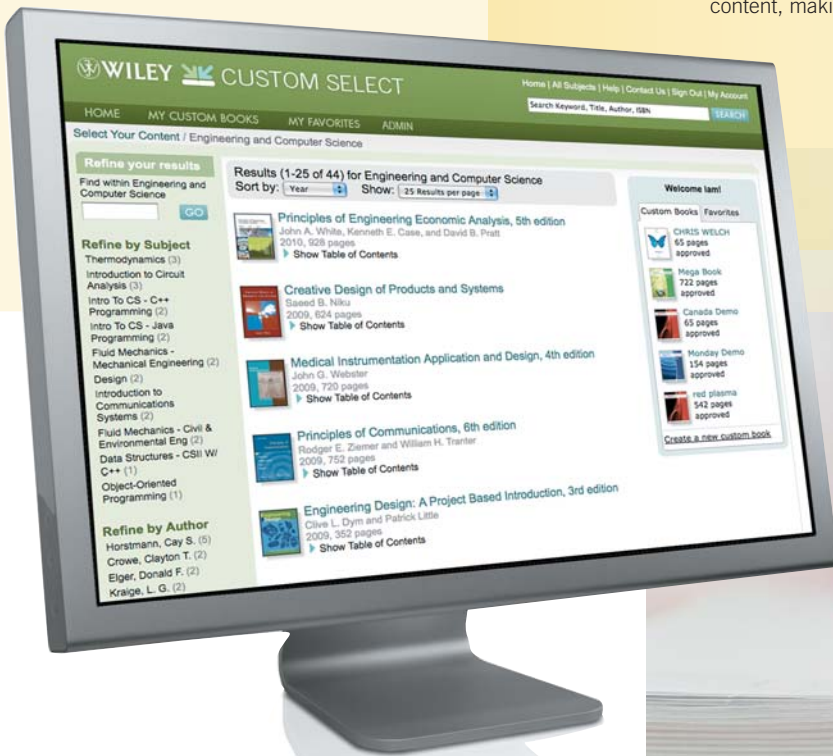 content, maki
WILEY CUSTOM SELECT
Home | All Subjects | Help | Contact Us | Sign Out | My Account
Search Keyword, Title, Author, ISBN
SEARCH
HOME MY CUSTOM BOOKS MY FAVORITES ADMIN
Select Your Content / Engineering and Computer Science
Refine your results
Find within Engineering and
Computer Science
GO
Refine by Subject
Thermodynamics (3)
Introduction to Circuit
Analysis (3)
Intro To CS - C++
Programming (2)
Intro To CS - Java
Programming (2)
Fluid Mechanics -
Mechanical Engineering (2)
Design (2)
Introduction to
Communications
Systems (2)
Fluid Mechanics - Civil &
Environmental Eng (2)
Data Structures - CSII W/
C++ (1)
Object-Oriented
Programming (1)
Refine by Author
Horstmann, Cay S. (5)
Crowe, Clayton T. (2)
Elger, Donald F. (2)
Kraige, L. G. (2)
Results (1-25 of 44) for Engineering and Computer Science
Sort by: Year Show: 25 Results per page
Principles of Engineering Economic Analysis, 5th edition
John A. White, Kenneth E. Case, and David B. Pratt
2010, 928 pages
Show Table of Contents
Creative Design of Products and Systems
Saeed B. Niku
2009, 624 pages
Show Table of Contents
Medical Instrumentation Application and Design, 4th edition
John G. Webster
2009, 720 pages
Show Table of Contents
Principles of Communications, 6th edition
Rodger E. Ziemer and William H. Tranter
2009, 752 pages
Show Table of Contents
Engineering Design: A Project Based Introduction, 3rd edition
Clive L. Dym and Patrick Little
2009, 352 pages
Show Table of Contents
Welcome Iam!
Custom Books Favorites
CHRIS WELCH
65 pages
approved
Mega Book
722 pages
approved
Canada Demo
65 pages
approved
Monday Demo
154 pages
approved
red plasma
542 pages
approved
Create a new custom book